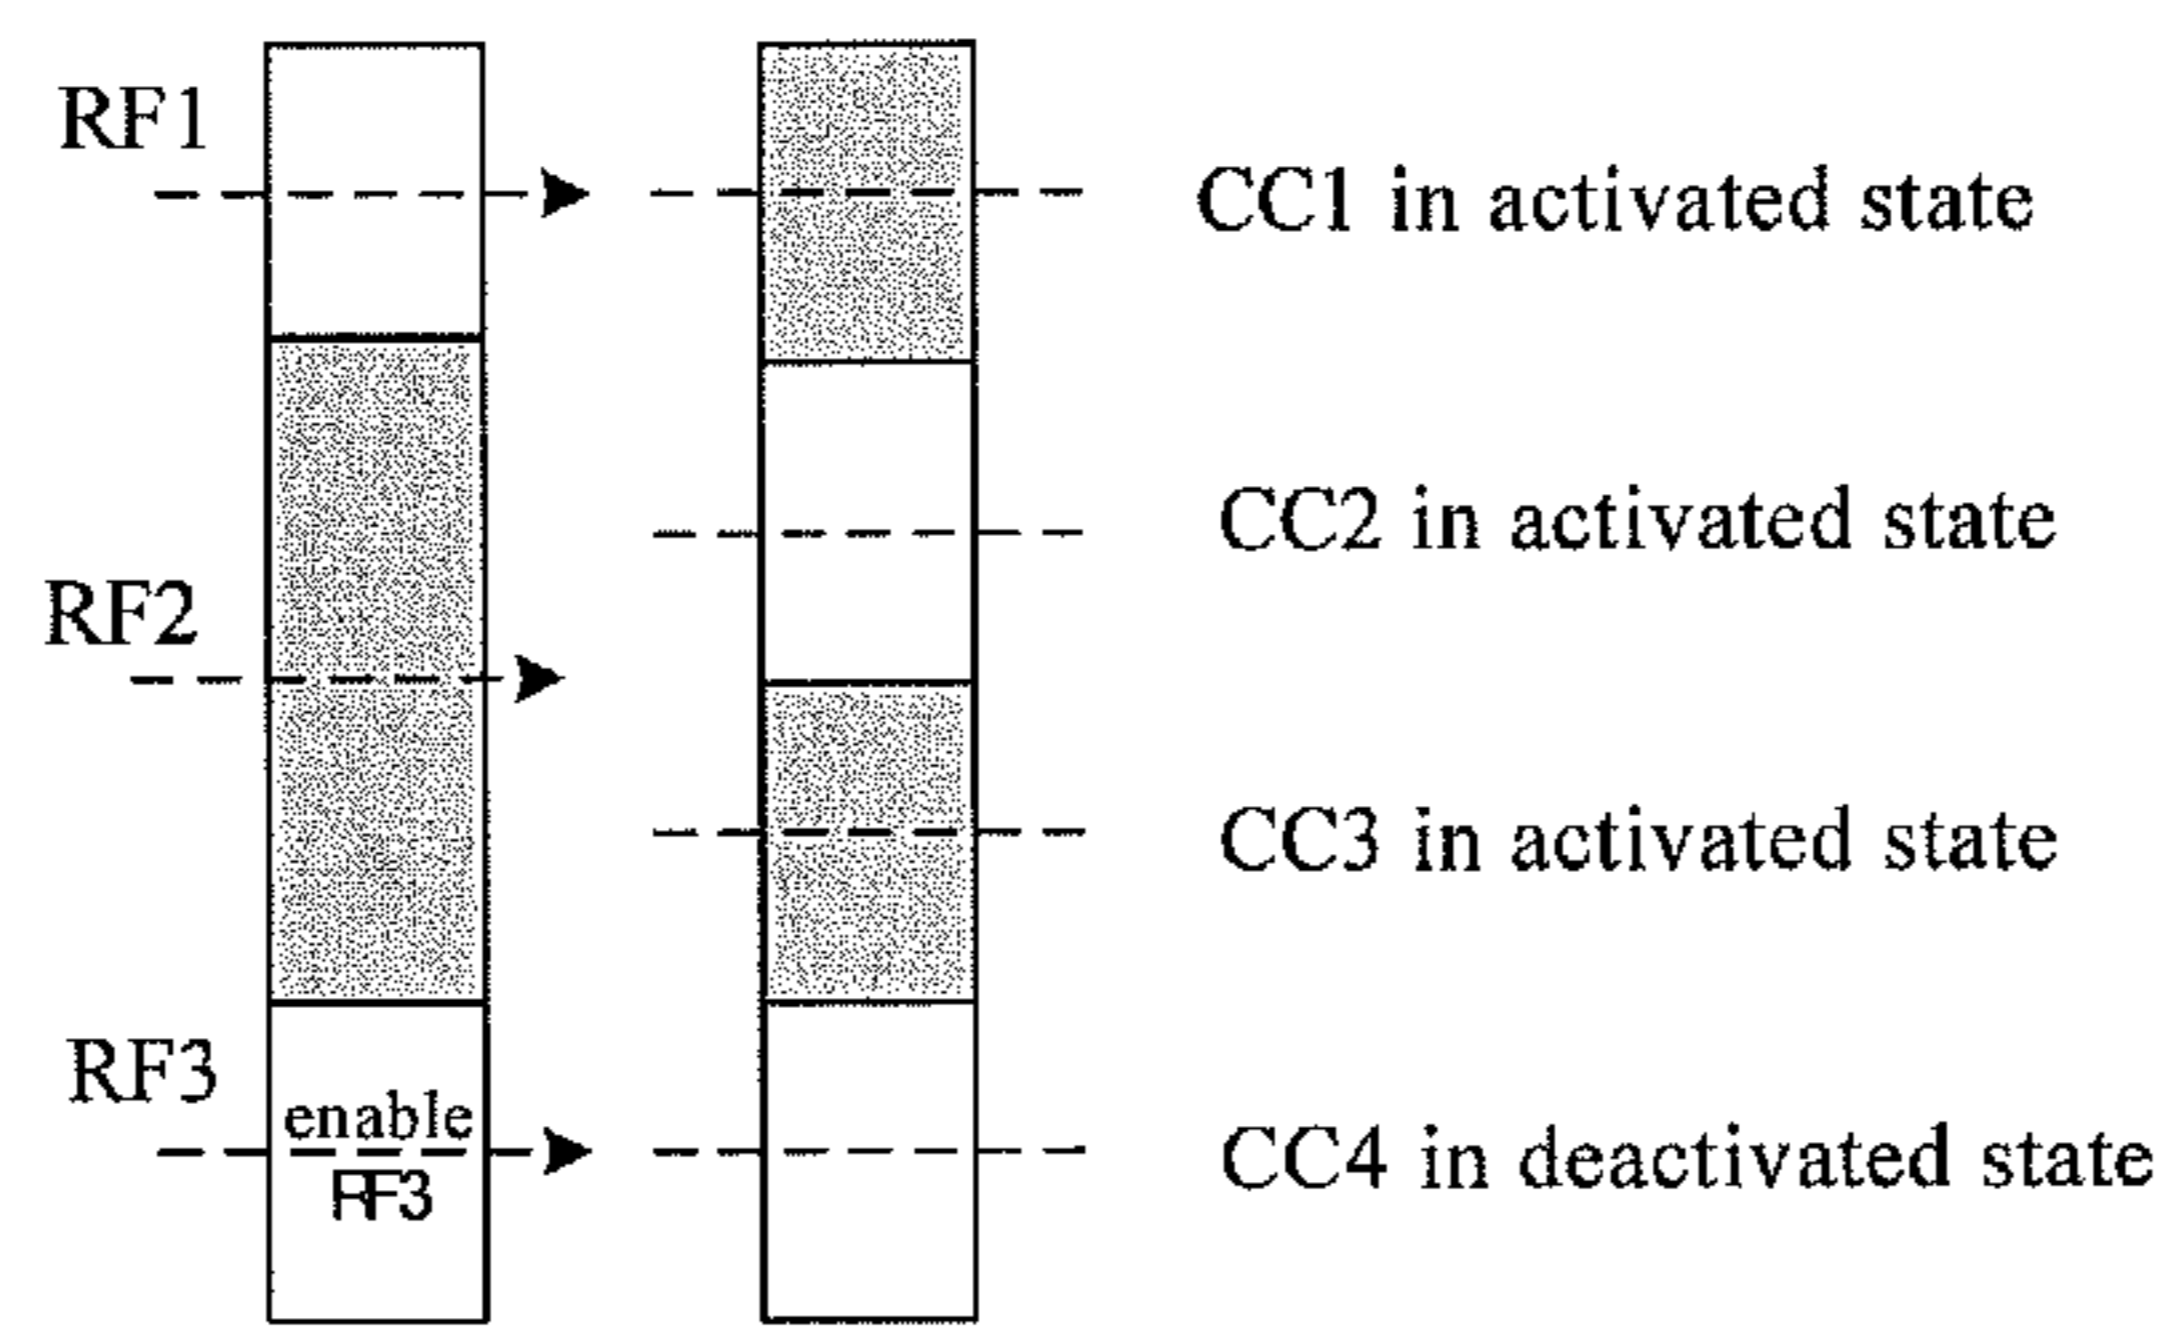 RF1
CC1 in activated state
CC2 in activated state
RF2
CC3 in activated state
RF3
enable
RF3
CC4 in deactivated state